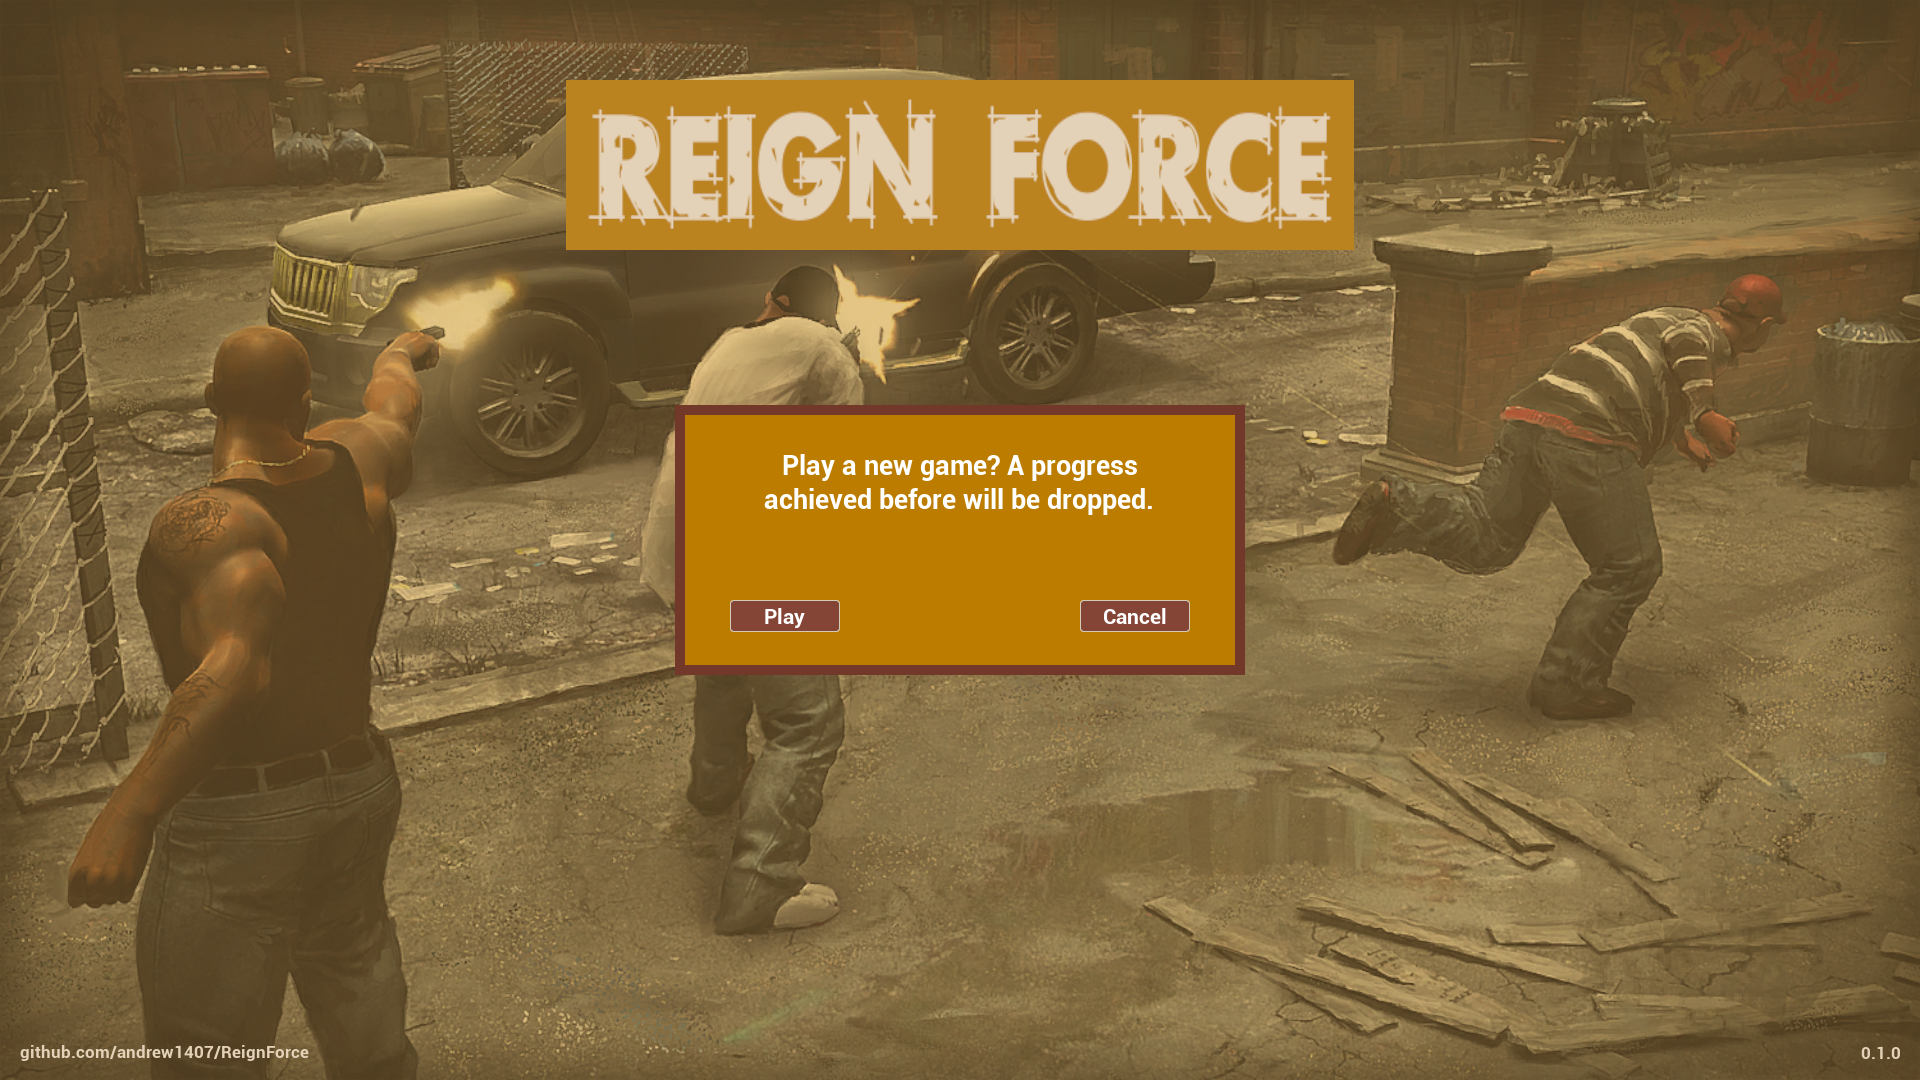 REIGN FORCE
Play a new game? A progress
achieved before will be dropped.
Play
Cancel
github.com/andrew1407/ReignForce
0.1.0